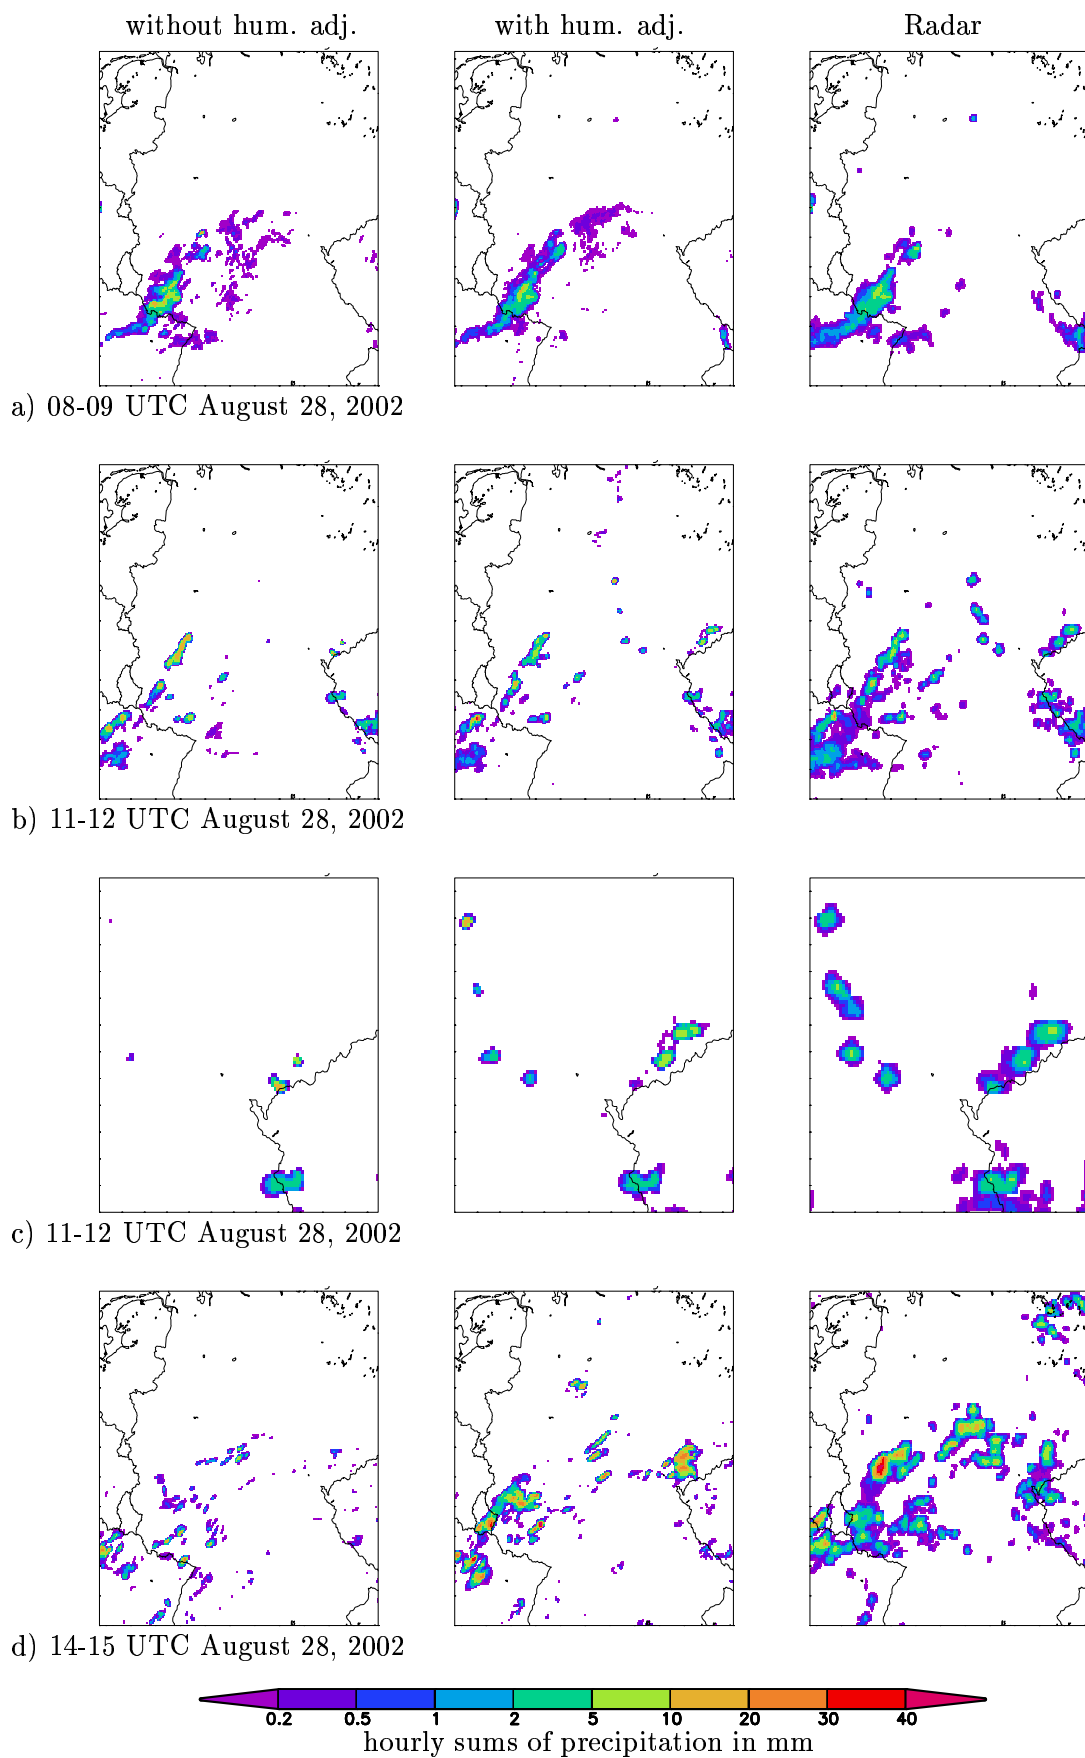 without hum. adj.
with hum. adj.
Radar
a) 08-09 UTC August 28, 2002
b) 11-12 UTC August 28, 2002
c) 11-12 UTC August 28, 2002
d) 14-15 UTC August 28, 2002
0.2 0.5 1 2 5 10 20 30 40
hourly sums of precipitation in mm